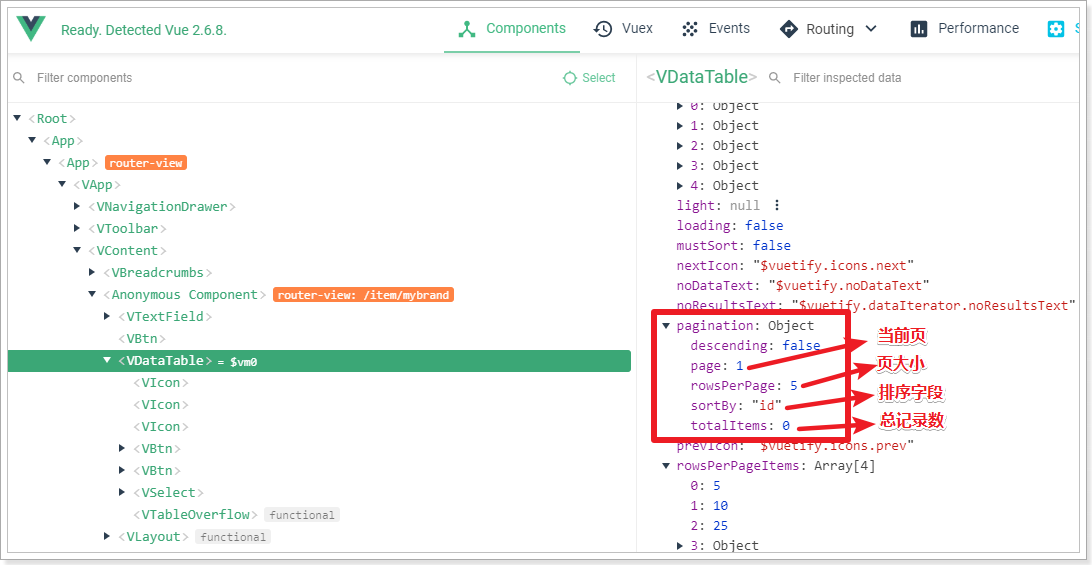 Ready. Detected Vue 2.6.8.
Components
Vuex
Events
Routing
Performance
S
Filter components
Select
<VDataTable>
Filter inspected data
<Root>
<App>
<App> router-view
<VApp>
<VNavigationDrawer>
<VToolbar>
<VContent>
<VBreadcrumbs>
<Anonymous Component> router-view: /item/mybrand
<VTextField>
<VBtn>
<VDataTable> = $vm0
<VIcon>
<VIcon>
<VIcon>
<VBtn>
<VBtn>
<VSelect>
<VTableOverflow> functional
<VLayout> functional
0: Object
1: Object
2: Object
3: Object
4: Object
light: null
loading: false
mustSort: false
nextIcon: "$vuetify.icons.next"
noDataText: "$vuetify.noDataText"
noResultsText: "$vuetify.dataIterator.noResultsText"
pagination: Object
descending: false
page: 1 当前页
rowsPerPage: 5 页大小
sortBy: "id" 排序字段
totalItems: 0 总记录数
prevIcon: "$vuetify.icons.prev"
rowsPerPageItems: Array[4]
0: 5
1: 10
2: 25
3: Object